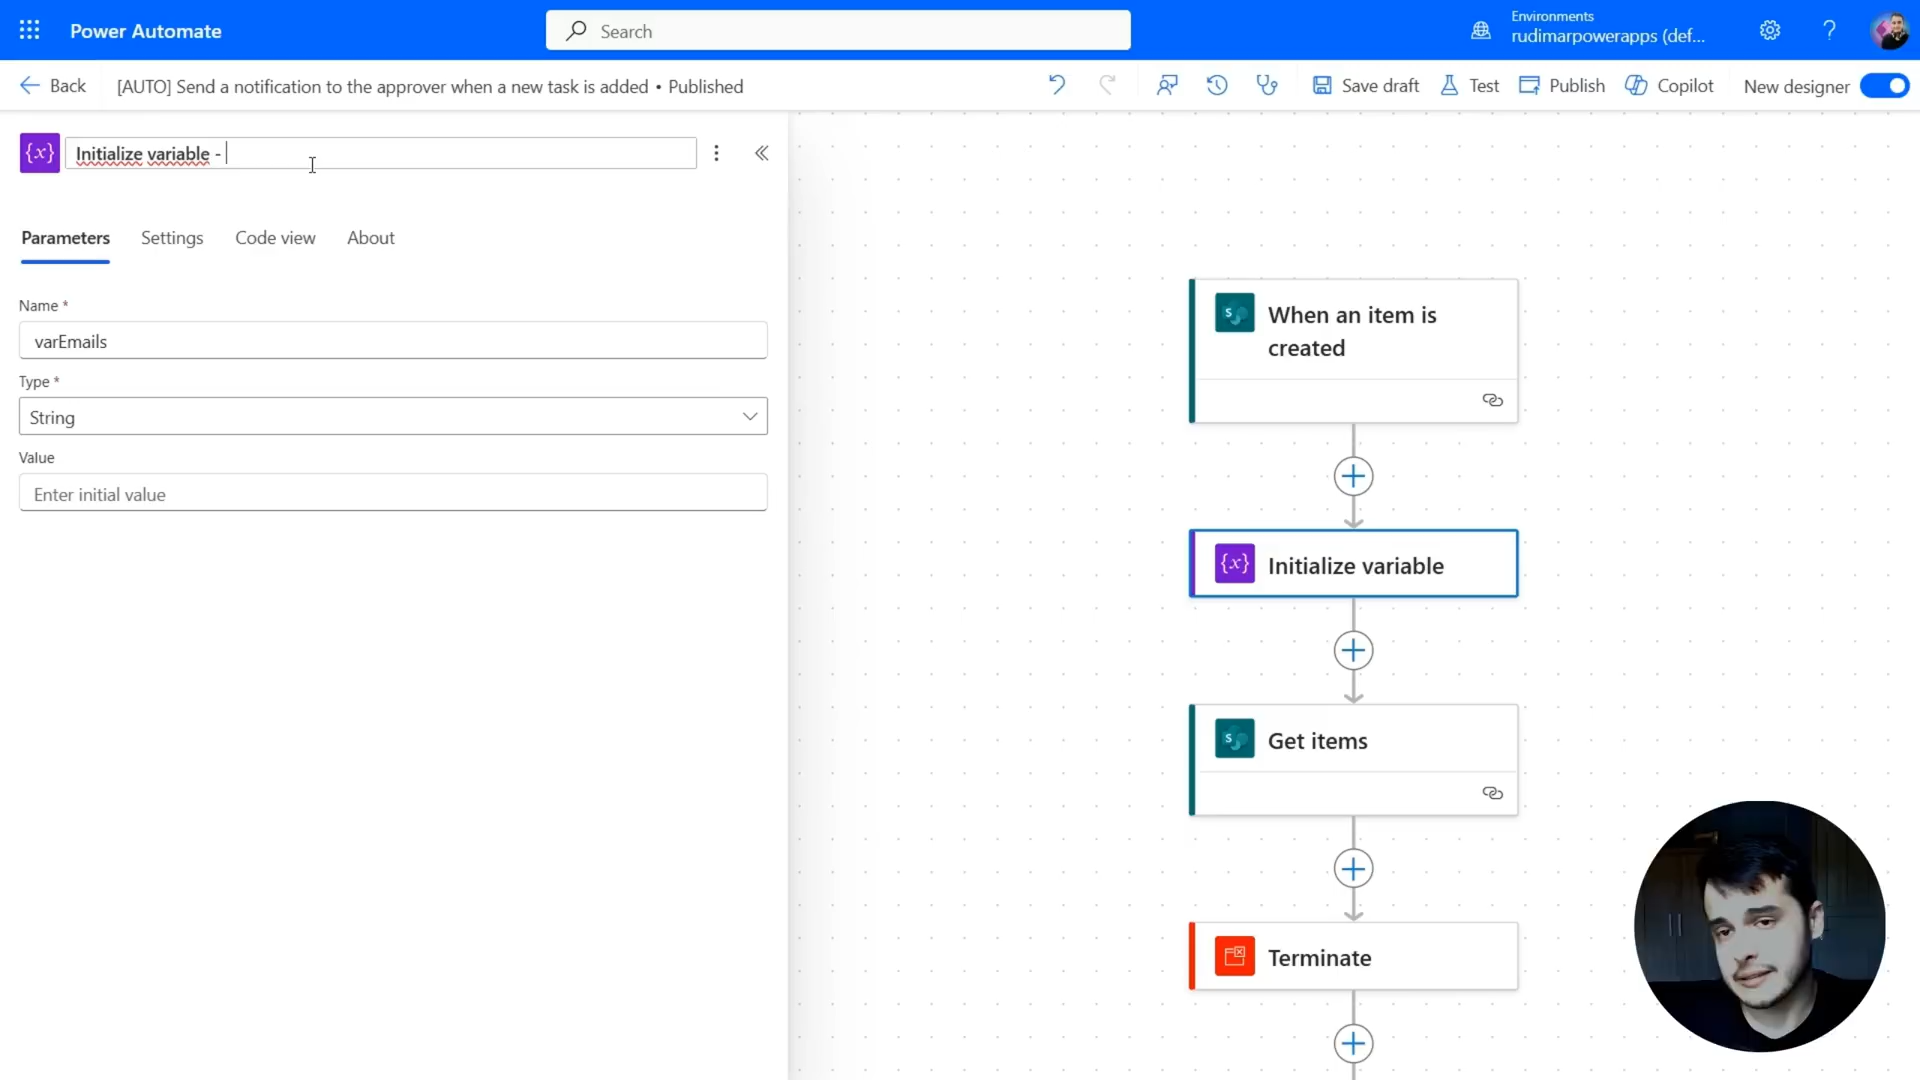 Power Automate
Search
Environments
rudimarpowerapps (def...
?
Back
[AUTO] Send a notification to the approver when a new task is added • Published
Save draft
Test
Publish
Copilot
New designer
{x}
Initialize variable -
Parameters
Settings
Code view
About
Name *
varEmails
Type *
String
Value
Enter initial value
S
When an item is
created
{x}
Initialize variable
S
Get items
Terminate